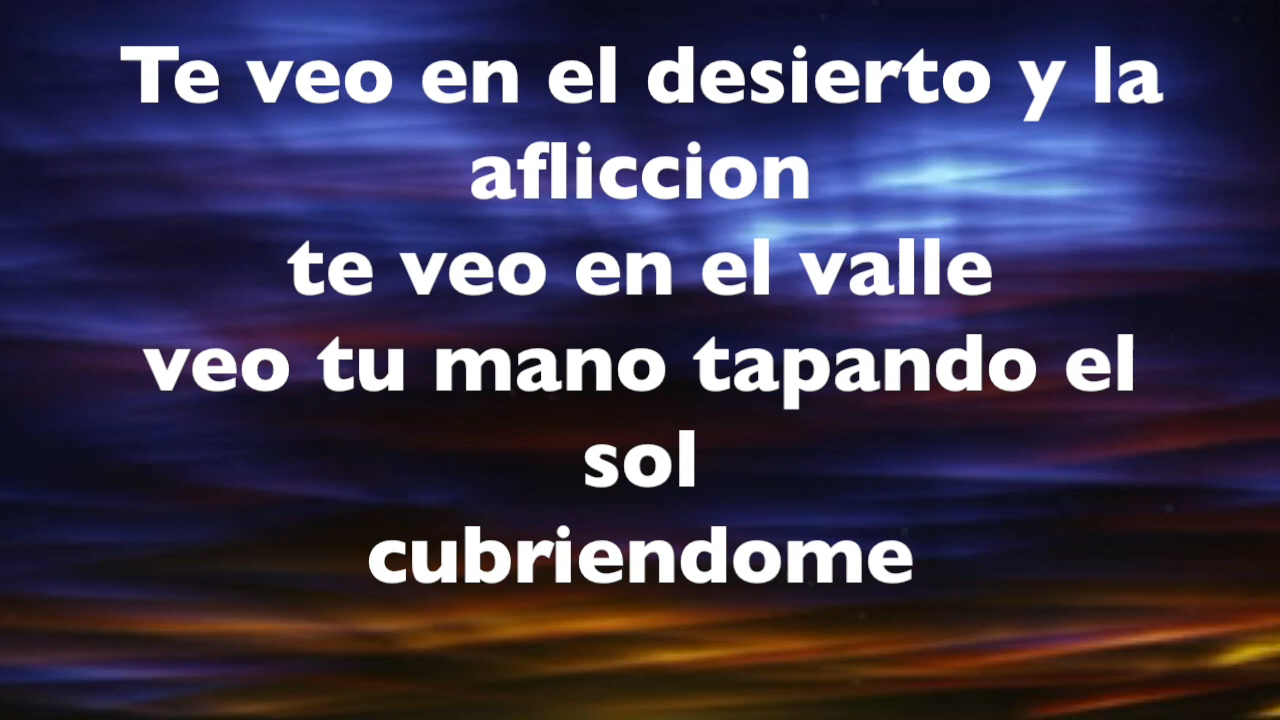 Te veo en el desierto y la
afliccion
te veo en el valle
veo tu mano tapando el
sol
cubriendome